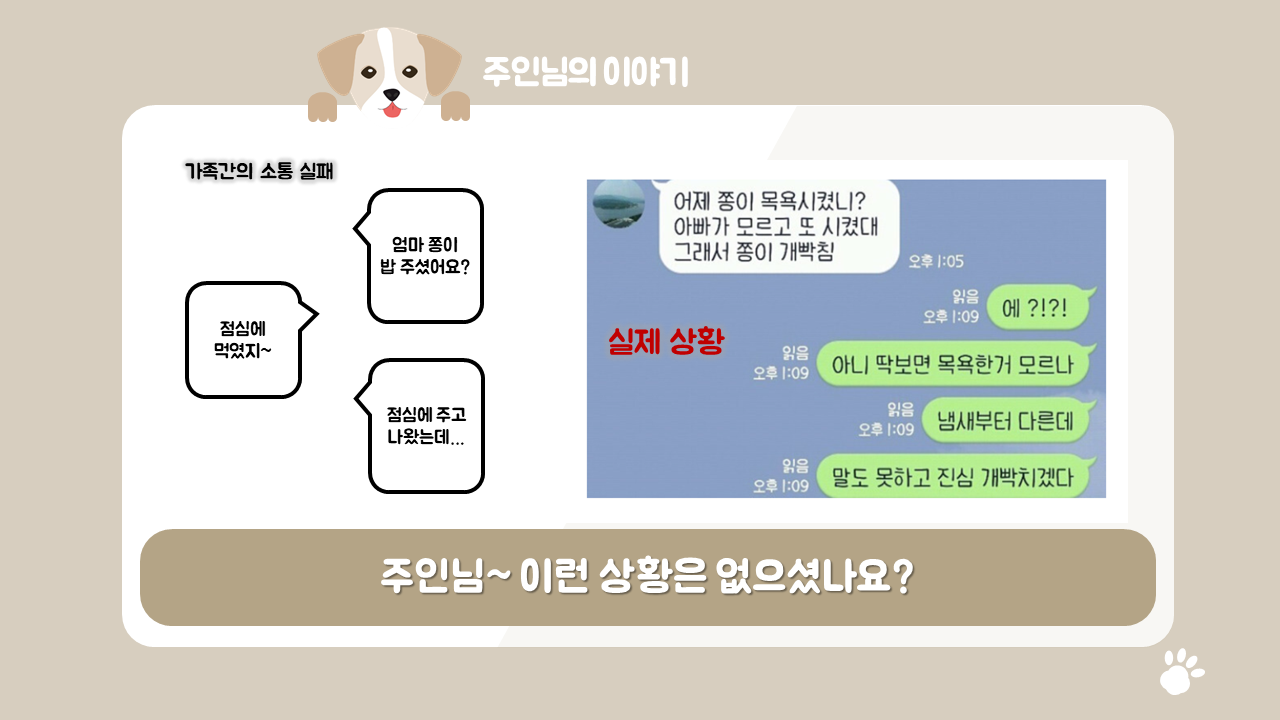 주인님의 이야기
가족간의 소통 실패
엄마 쫑이
밥 주셨어요?
점심에
먹였지~
점심에 주고
나왔는데...
어제 쫑이 목욕시켰니?
아빠가 모르고 또 시켰대
그래서 쫑이 개빡침
오후 1:05
읽음
오후 1:09
에 ?!?!
실제 상황
읽음
오후 1:09
아니 딱보면 목욕한거 모르나
읽음
오후 1:09
냄새부터 다른데
읽음
오후 1:09
말도 못하고 진심 개빡치겠다
주인님~ 이런 상황은 없으셨나요?